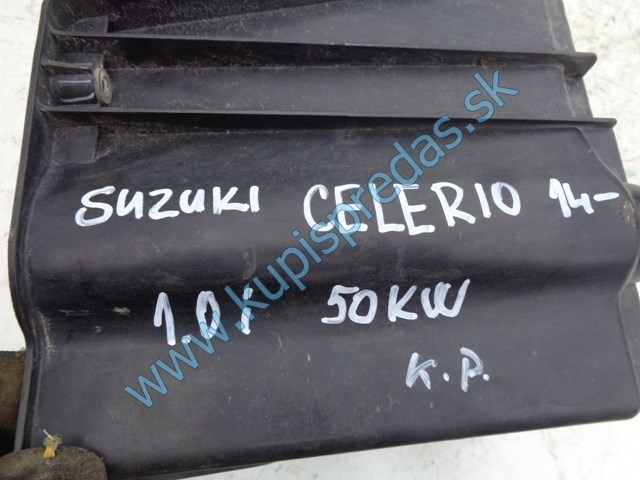 SUZUKI CELERIO 14-
1.0i 50KW
K.P.
www.kupispredas.sk